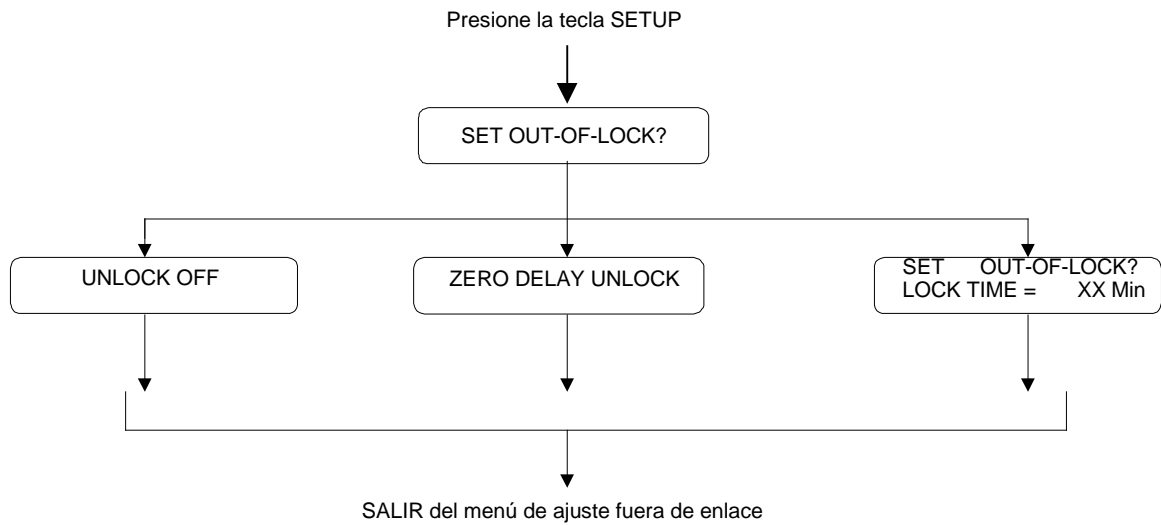 Presione la tecla SETUP
SET OUT-OF-LOCK?
UNLOCK OFF
ZERO DELAY UNLOCK
SET OUT-OF-LOCK?
LOCK TIME = XX Min
SALIR del menú de ajuste fuera de enlace